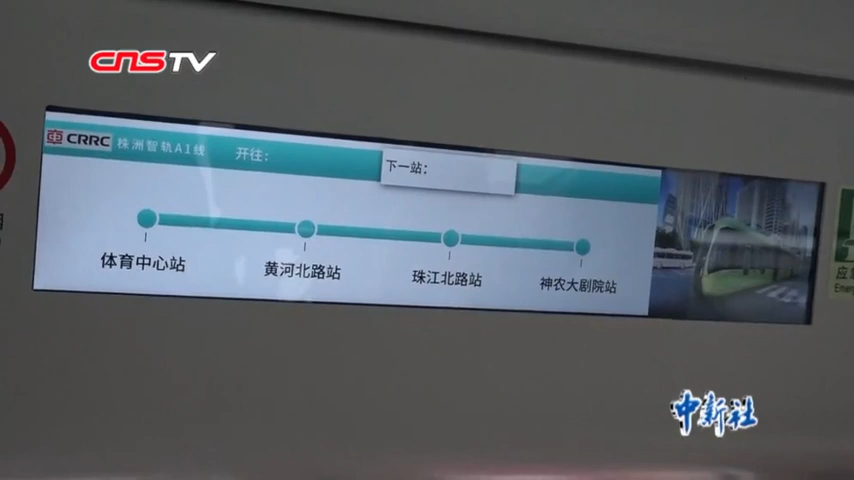 CNSTV
CRRC 株洲智轨A1线 开往:
下一站:
体育中心站
黄河北路站
珠江北路站
神农大剧院站
应
Emerg
中新社